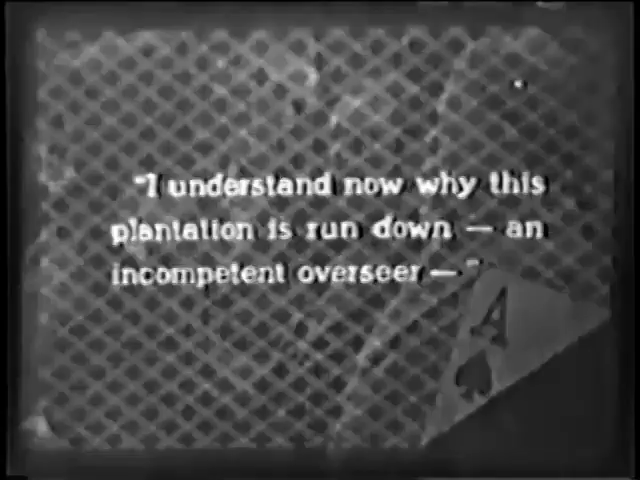 "I understand now why this
plantation is run down — an
incompetent overseer — "
A